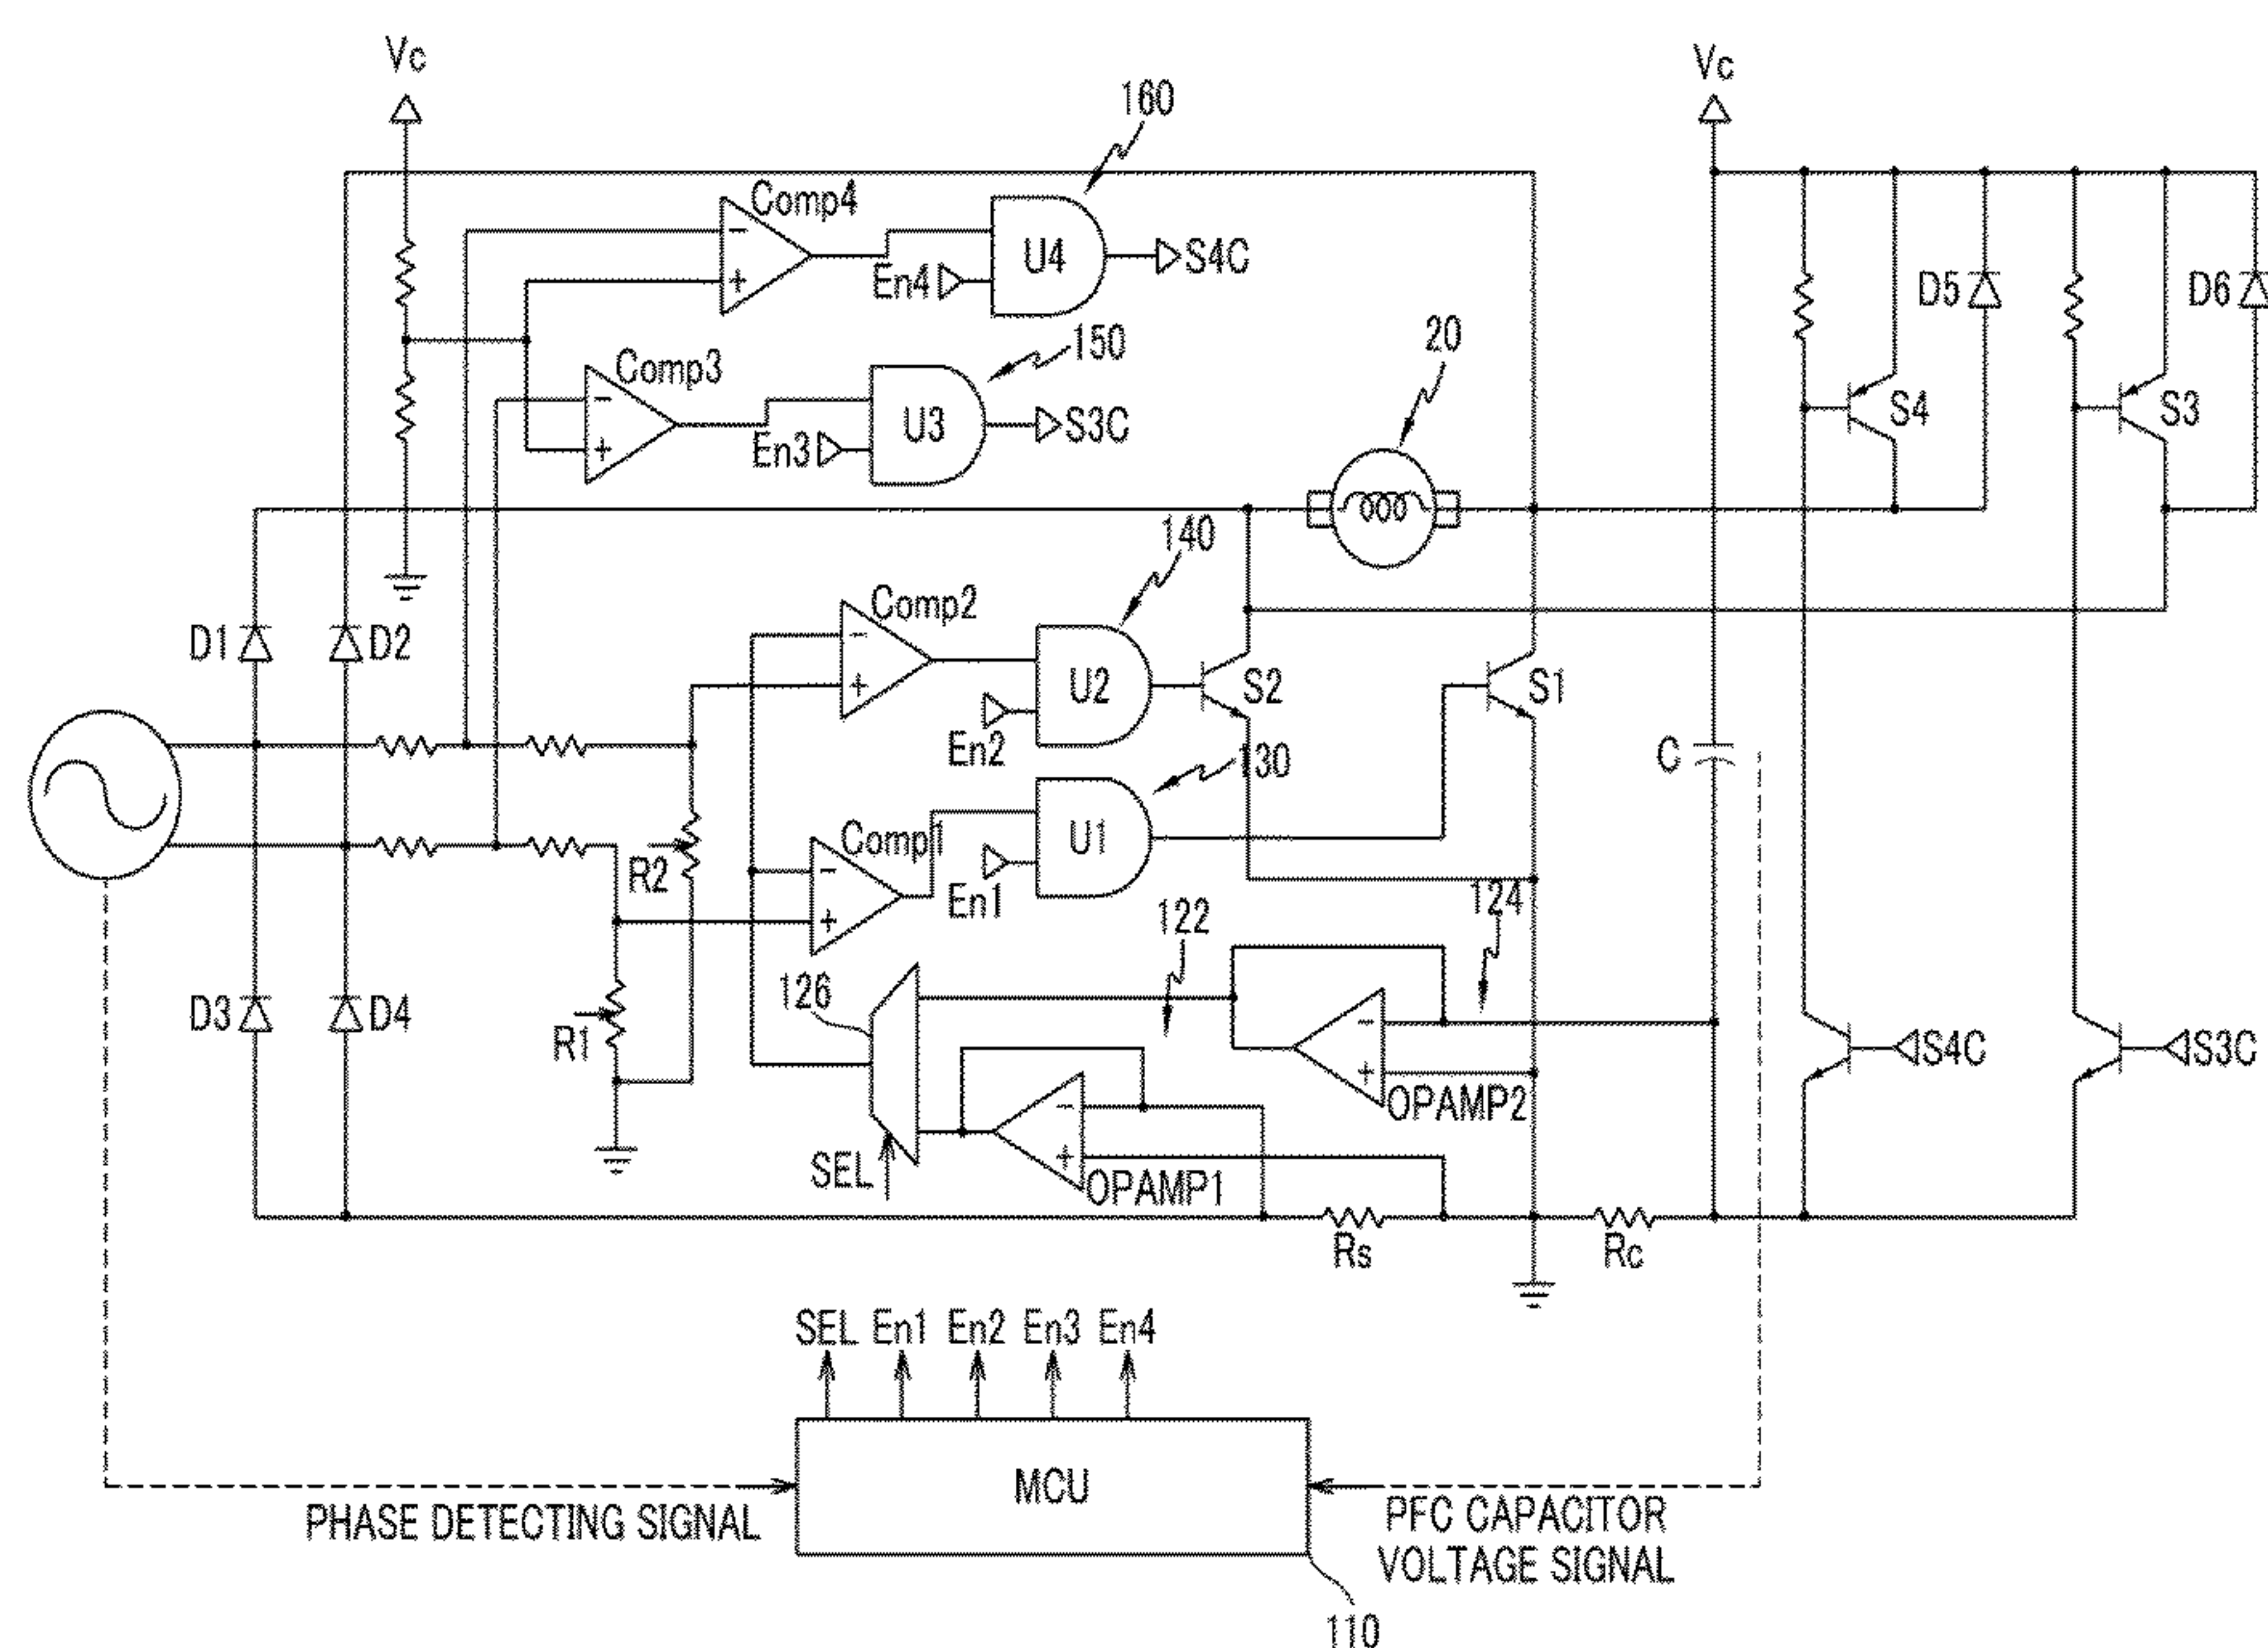 Vc
Vc
160
Comp4
U4
S4C
En4
D5
D6
150
20
Comp3
U3
S3C
En3
S4
S3
140
Comp2
D1
D2
U2
S2
S1
En2
130
C
Comp1
U1
R2
En1
124
122
126
D3
D4
R1
OPAMP2
S4C
S3C
SEL
OPAMP1
Rs
Rc
SEL En1 En2 En3 En4
MCU
PHASE DETECTING SIGNAL
PFC CAPACITOR
VOLTAGE SIGNAL
110